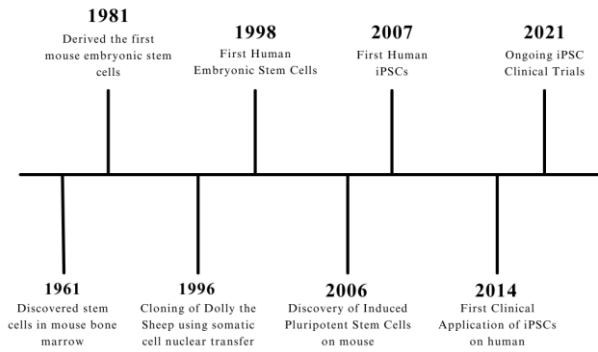 1981
Derived the first
mouse embryonic stem
cells
1998
First Human
Embryonic Stem Cells
2007
First Human
iPSCs
2021
Ongoing iPSC
Clinical Trials
1961
Discovered stem
cells in mouse bone
marrow
1996
Cloning of Dolly the
Sheep using somatic
cell nuclear transfer
2006
Discovery of Induced
Pluripotent Stem Cells
on mouse
2014
First Clinical
Application of iPSCs
on human